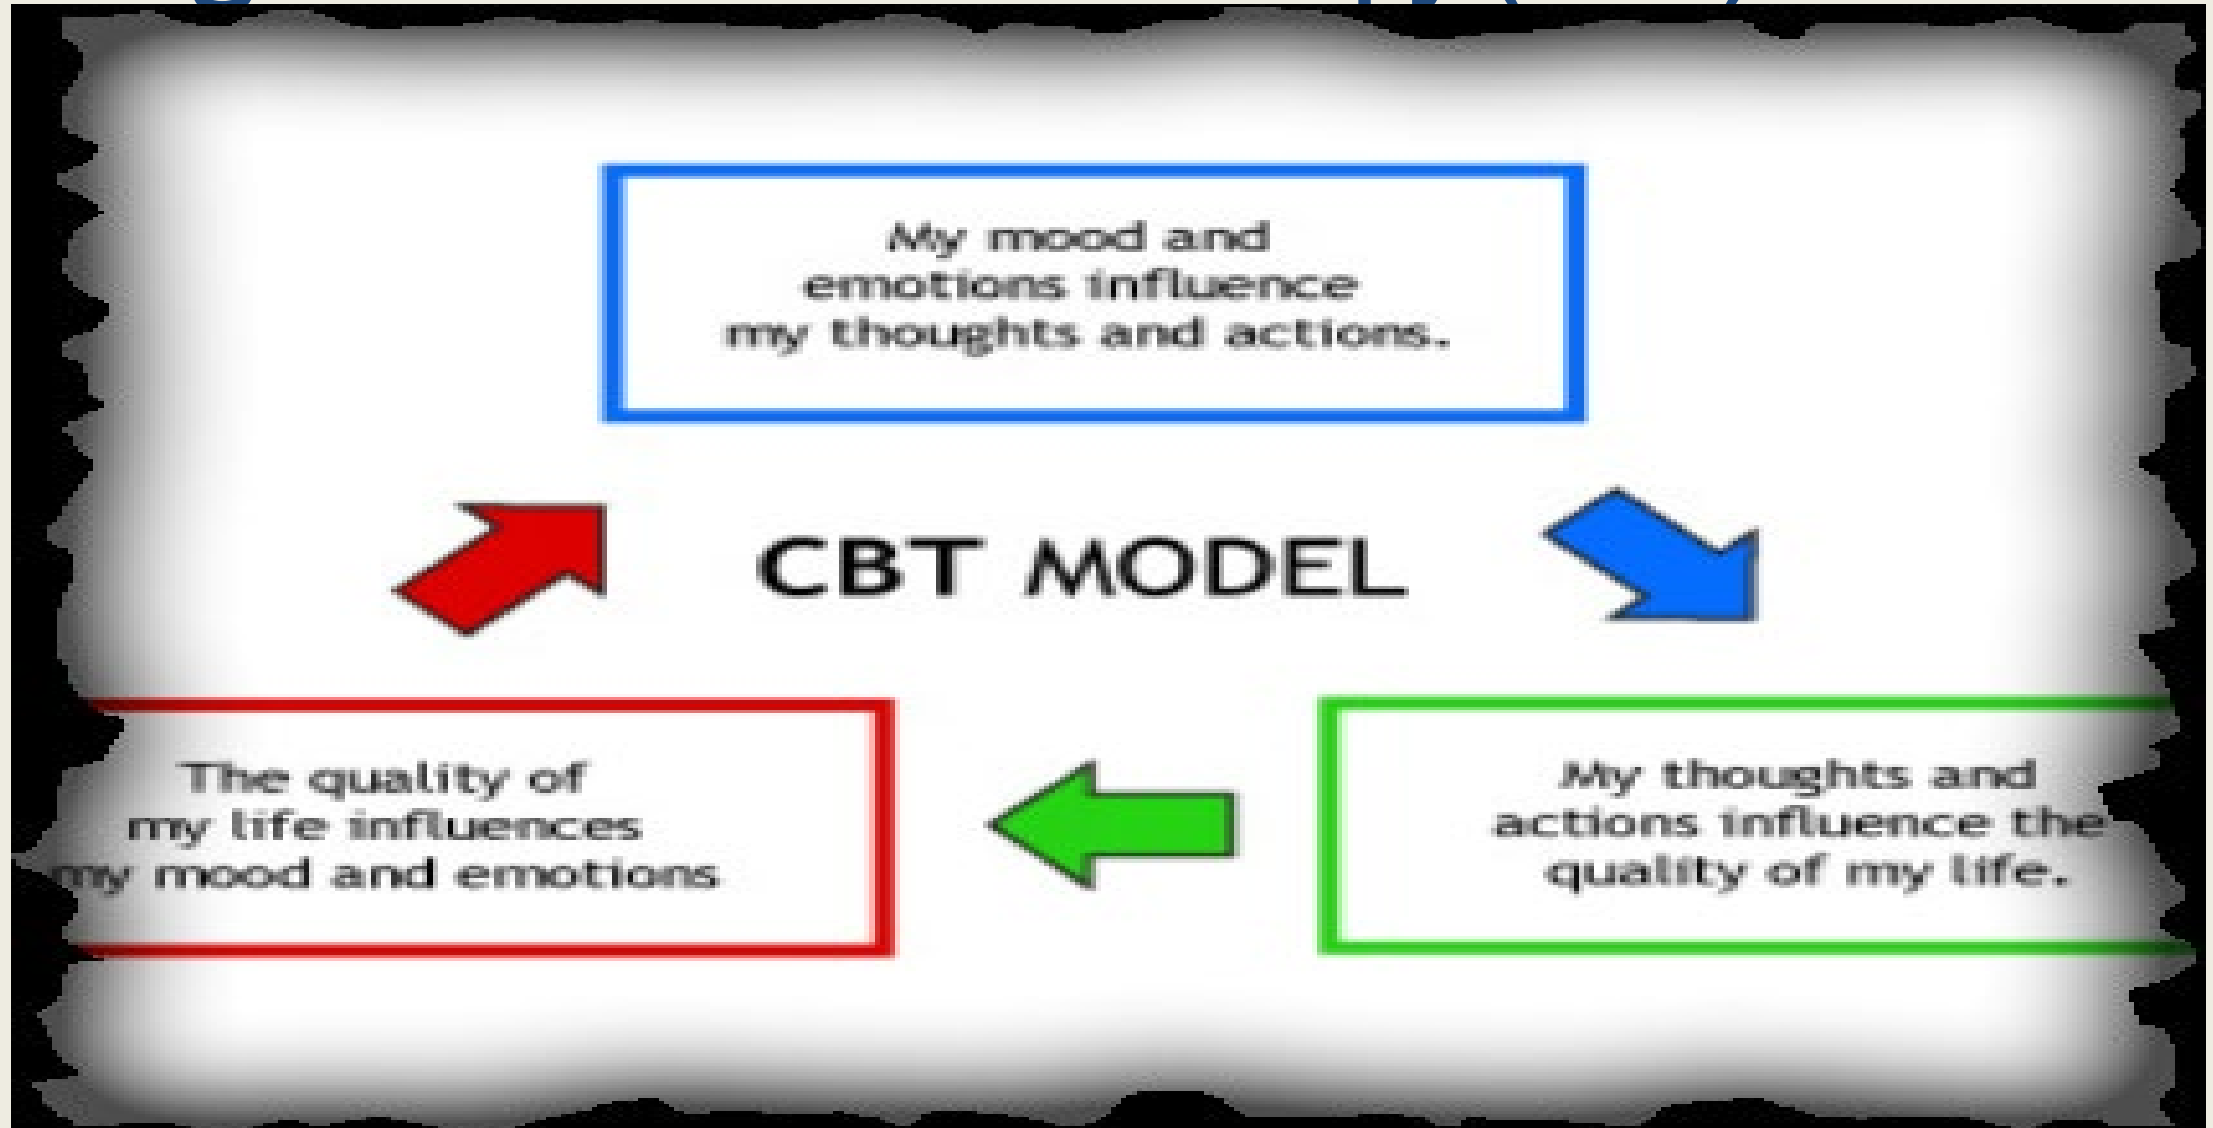 My mood and
emotions influence
my thoughts and actions.
CBT MODEL
The quality of
my life influences
my mood and emotions
My thoughts and
actions influence the
quality of my life.